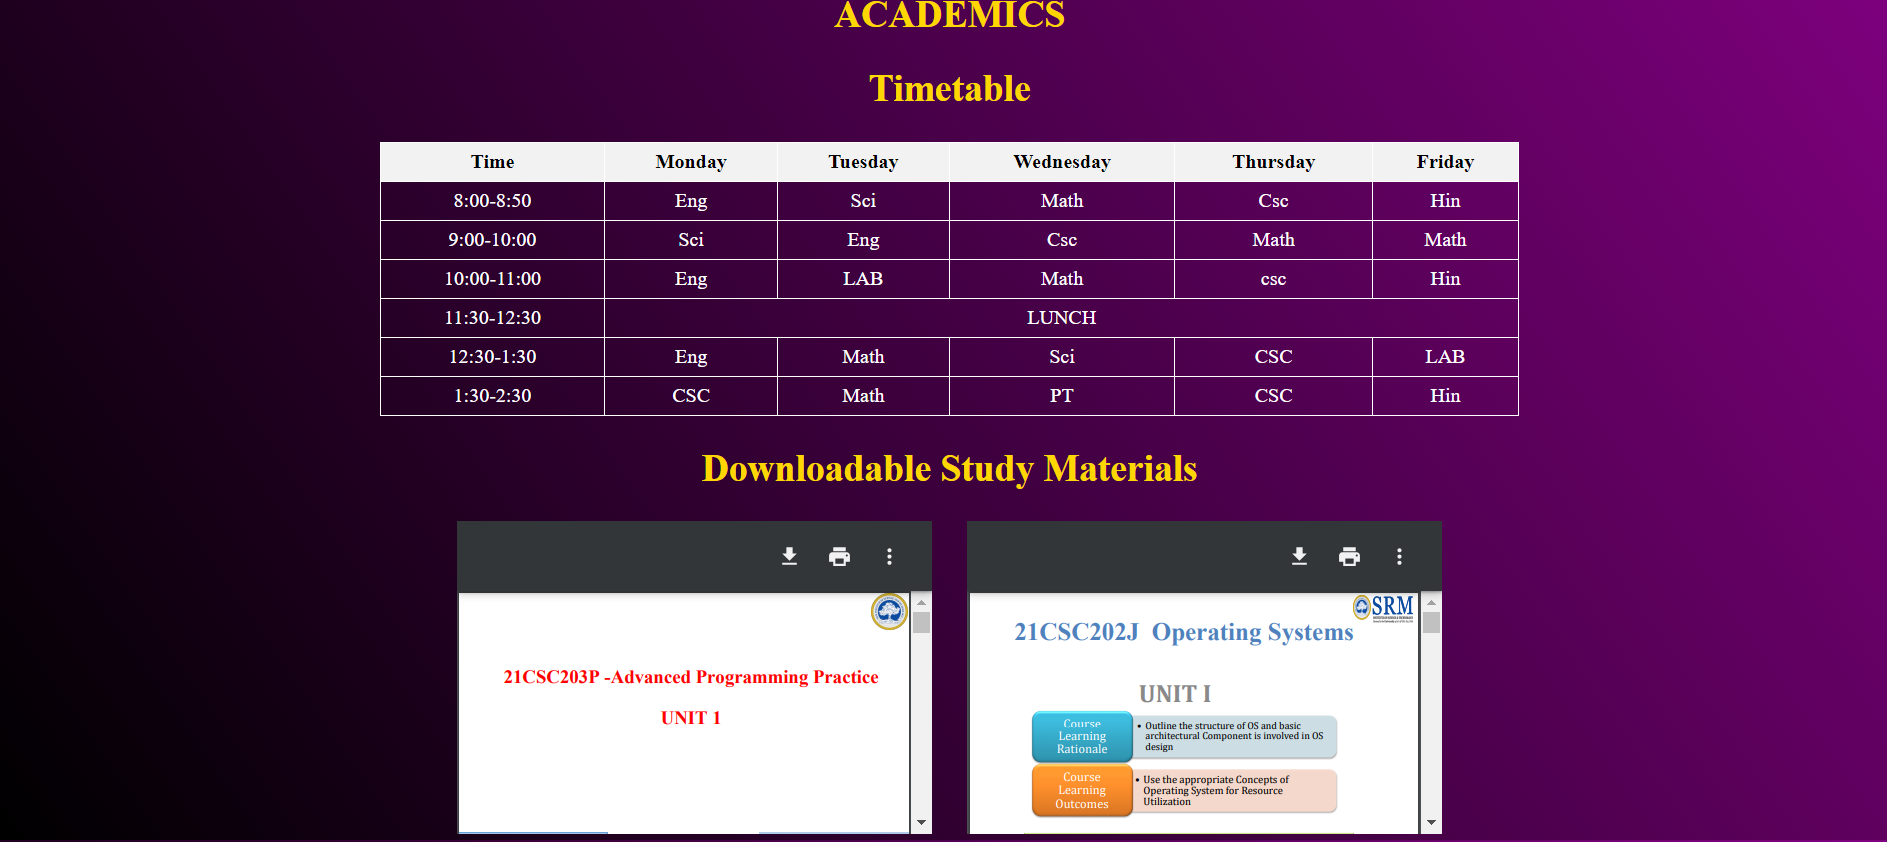 ACADEMICS
Timetable
Time Monday Tuesday Wednesday Thursday Friday
8:00-8:50 Eng Sci Math Csc Hin
9:00-10:00 Sci Eng Csc Math Math
10:00-11:00 Eng LAB Math csc Hin
11:30-12:30 LUNCH
12:30-1:30 Eng Math Sci CSC LAB
1:30-2:30 CSC Math PT CSC Hin
Downloadable Study Materials
21CSC203P -Advanced Programming Practice
UNIT 1
SRM
21CSC202J Operating Systems
UNIT I
Course
Learning
Rationale
• Outline the structure of OS and basic
architectural Component is involved in OS
design
Course
Learning
Outcomes
• Use the appropriate Concepts of
Operating System for Resource
Utilization